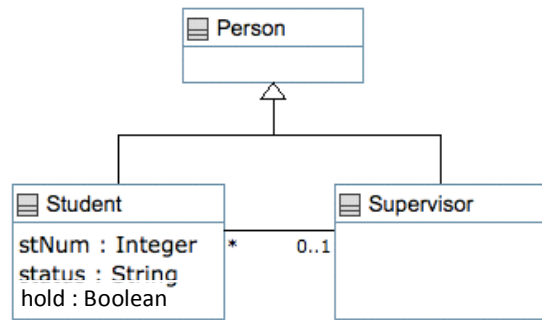 Person
Student
Supervisor
stNum : Integer
* 0..1
status : String
hold : Boolean